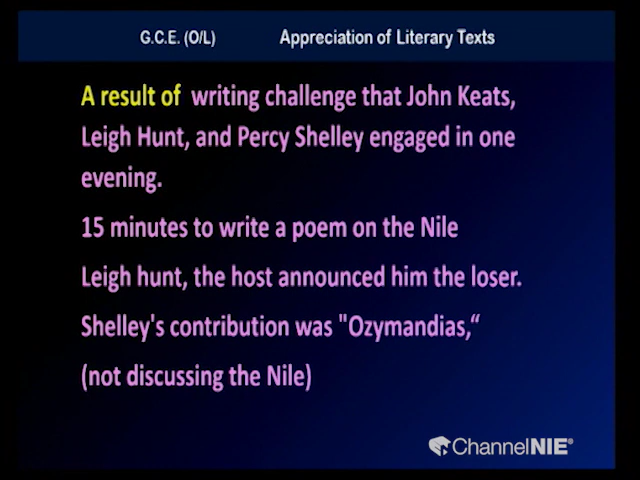 G.C.E. (O/L) Appreciation of Literary Texts
A result of writing challenge that John Keats,
Leigh Hunt, and Percy Shelley engaged in one
evening.
15 minutes to write a poem on the Nile
Leigh hunt, the host announced him the loser.
Shelley's contribution was "Ozymandias,“
(not discussing the Nile)
ChannelNIE®